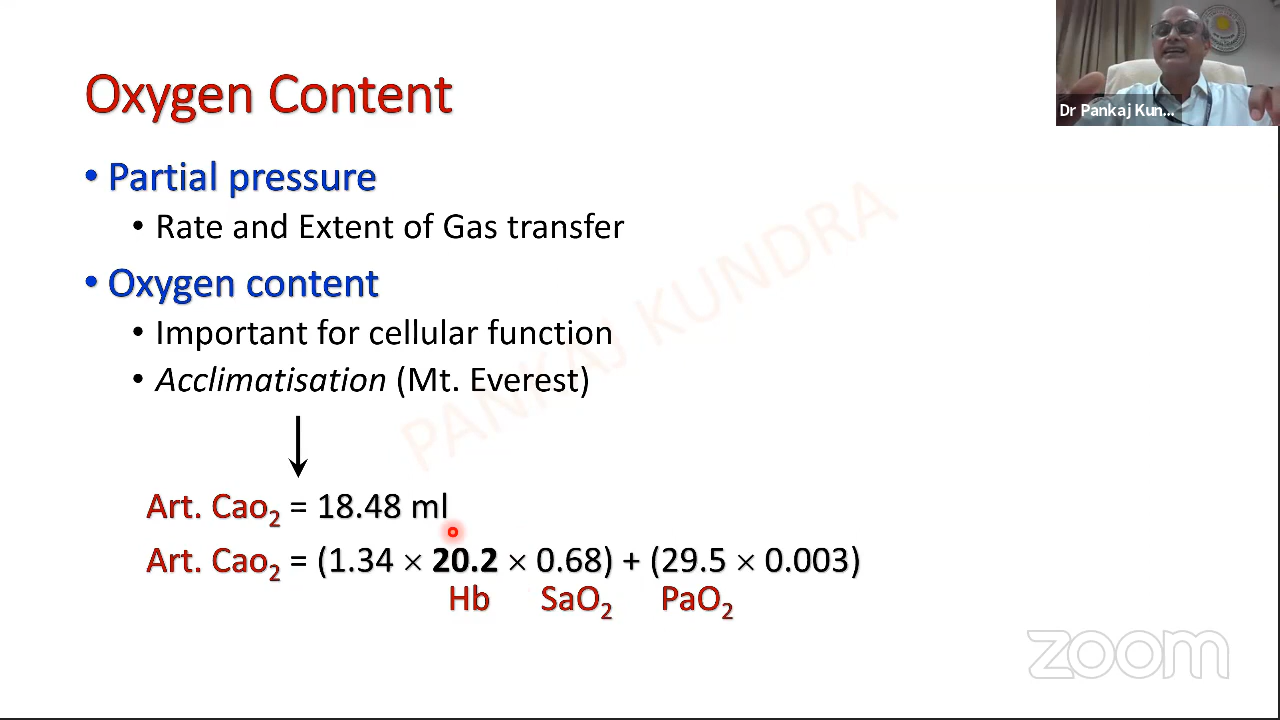 Oxygen Content
Dr Pankaj Kun...
• Partial pressure
• Rate and Extent of Gas transfer
• Oxygen content
• Important for cellular function
• Acclimatisation (Mt. Everest)
PANKAJ KUNDRA
Art. Cao₂ = 18.48 ml
Art. Cao₂ = (1.34 × 20.2 × 0.68) + (29.5 × 0.003)
Hb SaO₂ PaO₂
zoom